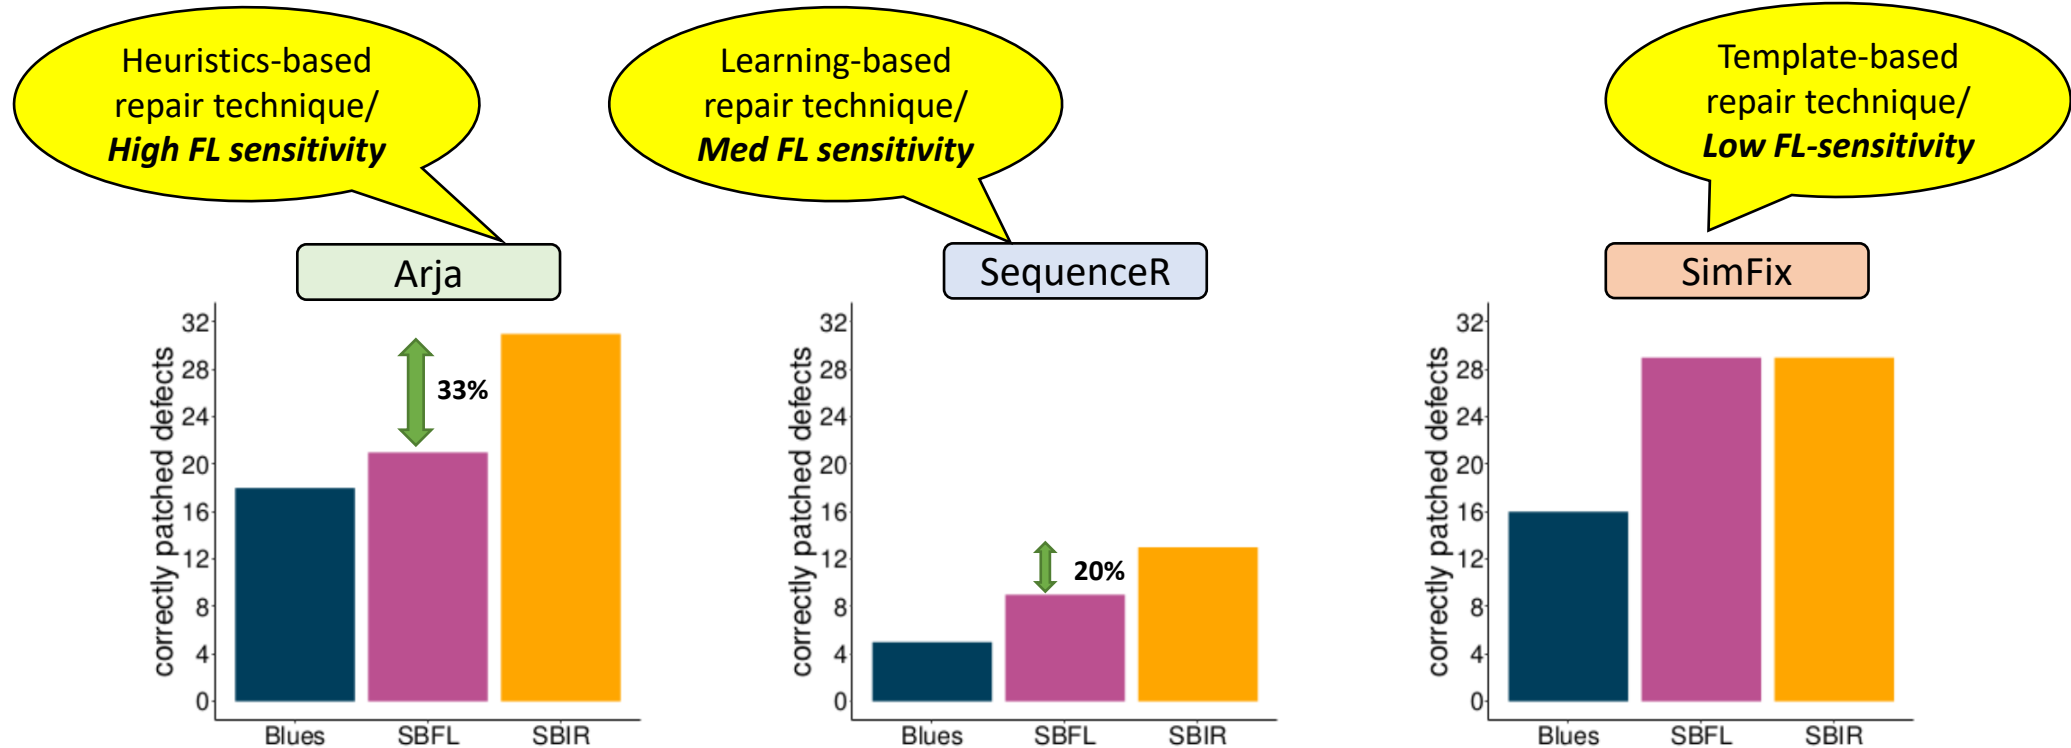 Heuristics-based
repair technique/
High FL sensitivity
Learning-based
repair technique/
Med FL sensitivity
Template-based
repair technique/
Low FL-sensitivity
Arja
SequenceR
SimFix
correctly patched defects
32
28
24
20
16
12
8
4
0
33%
Blues
SBFL
SBIR
correctly patched defects
32
28
24
20
16
12
8
4
0
20%
Blues
SBFL
SBIR
correctly patched defects
32
28
24
20
16
12
8
4
0
Blues
SBFL
SBIR